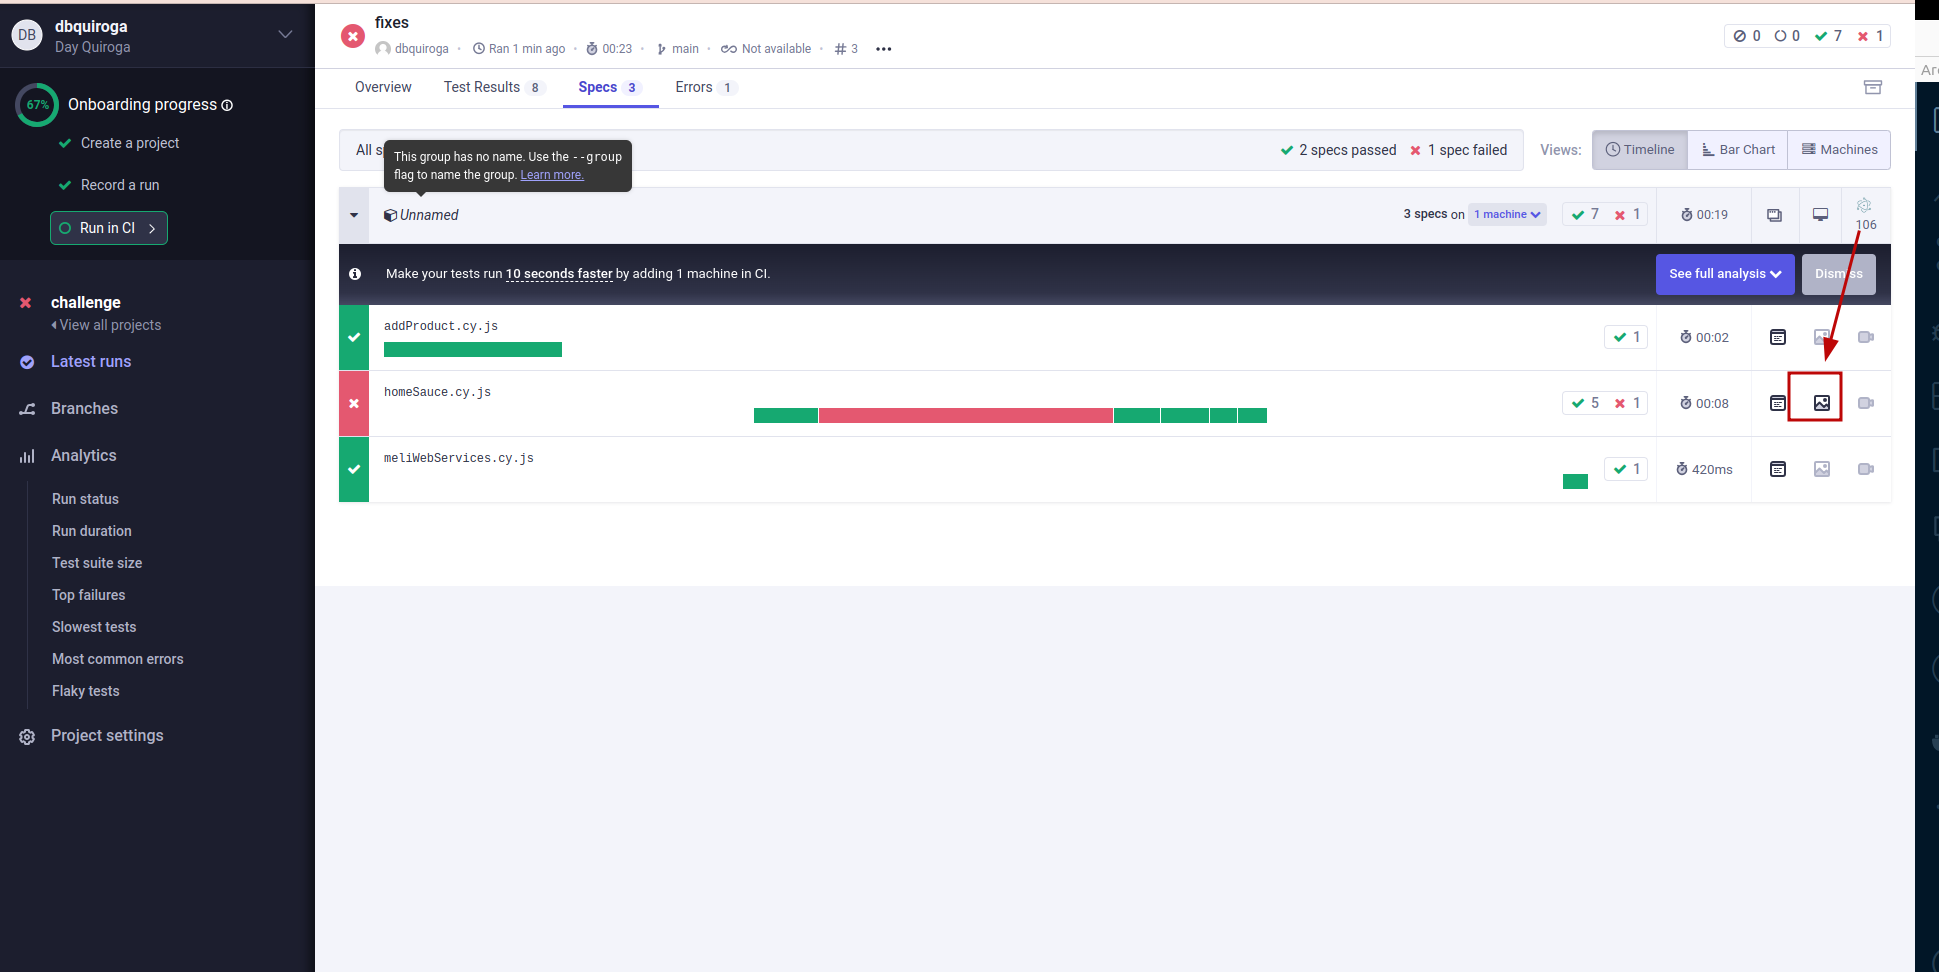 DB
dbquiroga
Day Quiroga
67%
Onboarding progress
Create a project
Record a run
Run in CI
challenge
View all projects
Latest runs
Branches
Analytics
Run status
Run duration
Test suite size
Top failures
Slowest tests
Most common errors
Flaky tests
Project settings
fixes
dbquiroga · Ran 1 min ago · 00:23 · main · Not available · # 3 •••
0 0 7 1
Overview Test Results 8 Specs 3 Errors 1
All s
This group has no name. Use the --group
flag to name the group. Learn more.
2 specs passed 1 spec failed
Views: Timeline Bar Chart Machines
Unnamed
3 specs on 1 machine 7 1 00:19 106
Make your tests run 10 seconds faster by adding 1 machine in CI.
See full analysis Dismiss
addProduct.cy.js
1 00:02
homeSauce.cy.js
5 1 00:08
meliWebServices.cy.js
1 420ms